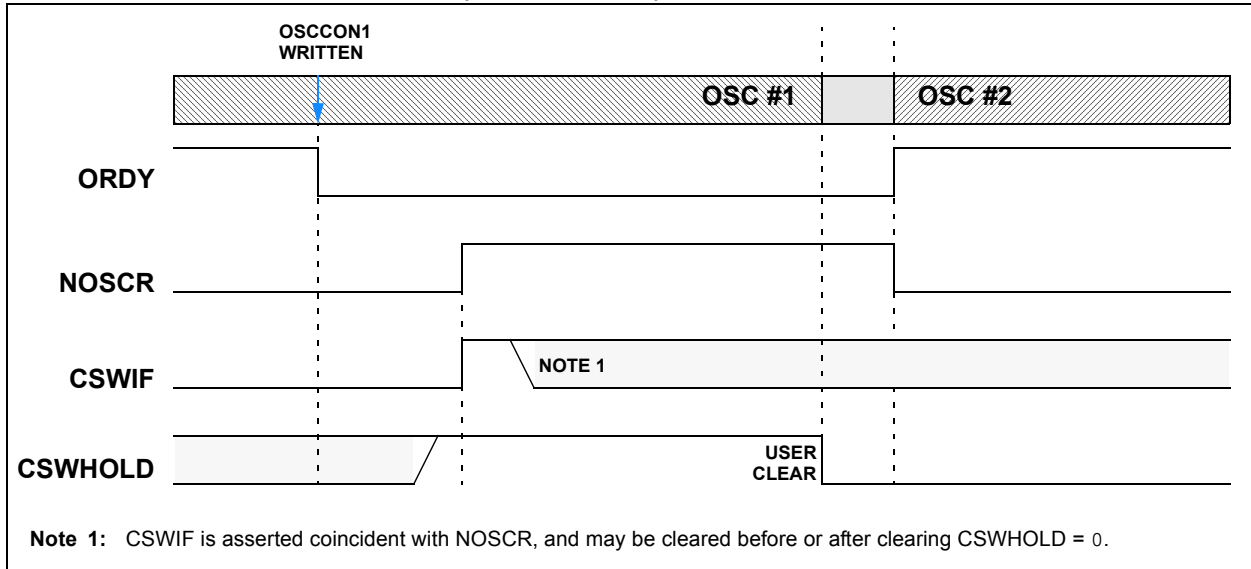 OSCCON1
WRITTEN
OSC #1
OSC #2
ORDY
NOSCR
CSWIF
NOTE 1
CSWHOLD
USER
CLEAR
Note 1: CSWIF is asserted coincident with NOSCR, and may be cleared before or after clearing CSWHOLD = 0.